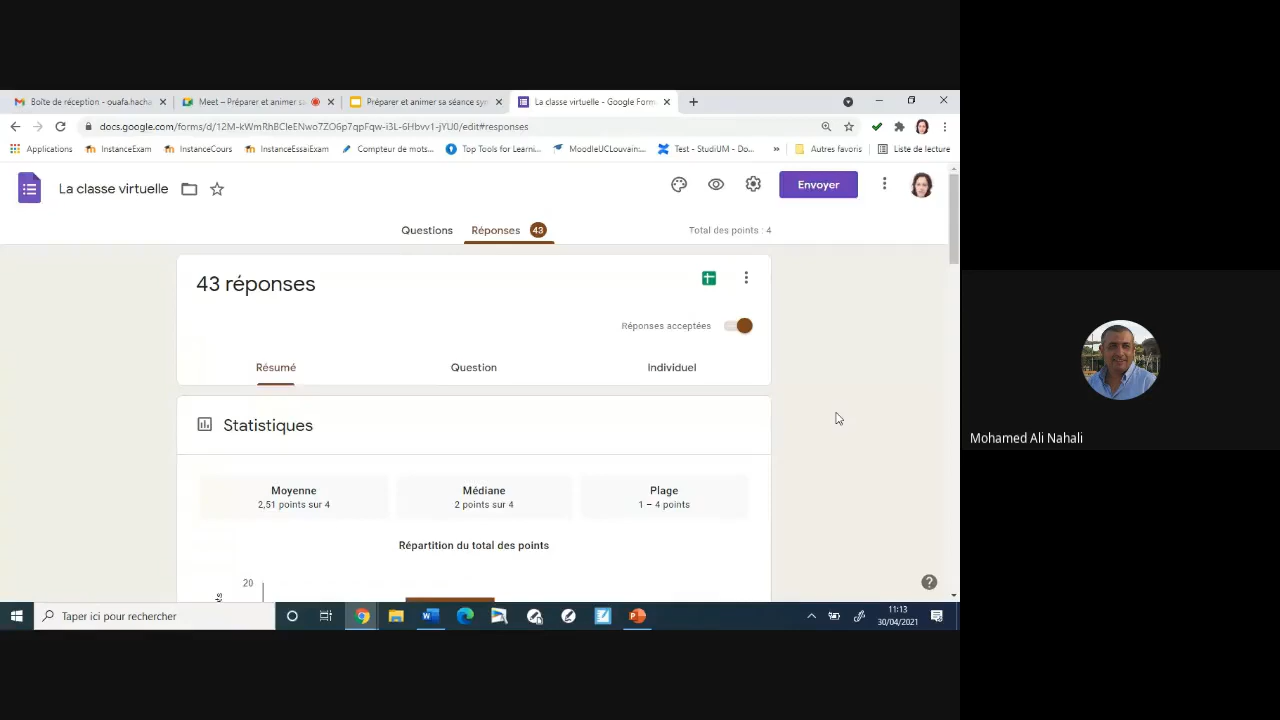 Boîte de réception - ouafa.hacha
Meet – Préparer et animer sa
Préparer et animer sa séance syn
La classe virtuelle - Google Form
docs.google.com/forms/d/12M-kWmRhBCIeENwo7ZO6p7qpFqw-i3L-6Hbvv1-jYU0/edit#responses
Applications
InstanceExam
InstanceCours
InstanceEssaiExam
Compteur de mots...
Top Tools for Learni...
MoodleUCLouvain:...
Test - StudiUM - Do...
»
Autres favoris
Liste de lecture
La classe virtuelle
Envoyer
Questions
Réponses 43
Total des points : 4
43 réponses
Réponses acceptées
Résumé
Question
Individuel
Statistiques
Moyenne
2,51 points sur 4
Médiane
2 points sur 4
Plage
1 – 4 points
Répartition du total des points
20
Mohamed Ali Nahali
Taper ici pour rechercher
11:13
30/04/2021